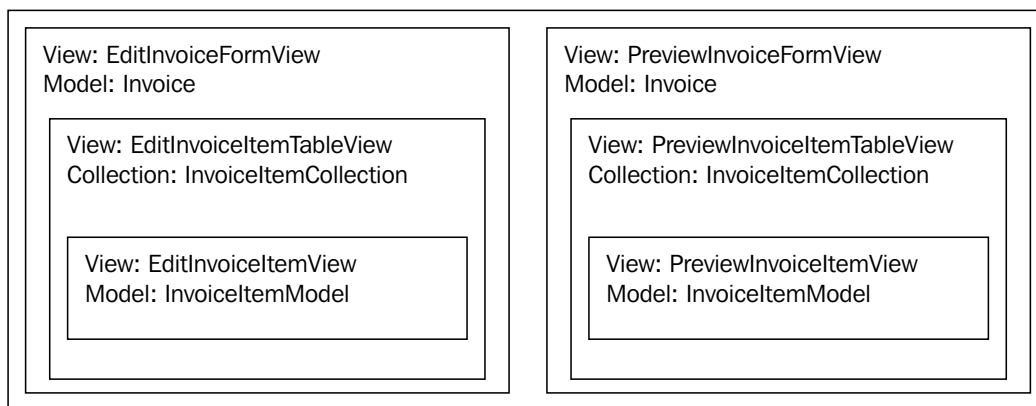 View: EditInvoiceFormView
Model: Invoice
View: EditInvoiceItemTableView
Collection: InvoiceItemCollection
View: EditInvoiceItemView
Model: InvoiceItemModel
View: PreviewInvoiceFormView
Model: Invoice
View: PreviewInvoiceItemTableView
Collection: InvoiceItemCollection
View: PreviewInvoiceItemView
Model: InvoiceItemModel